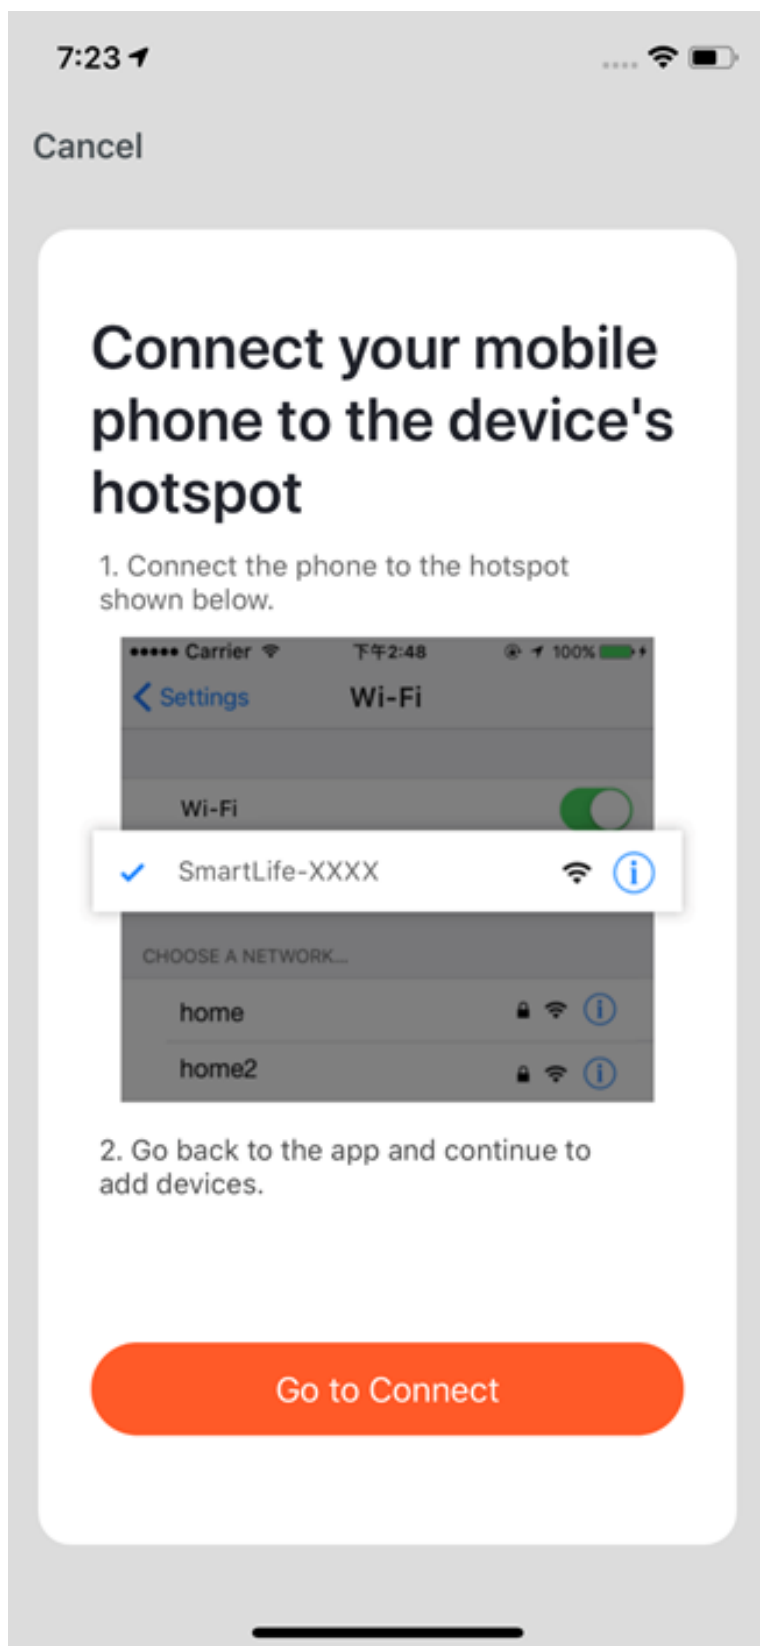 7:23
Cancel
Connect your mobile
phone to the device's
hotspot
1. Connect the phone to the hotspot
shown below.
Carrier 下午2:48 100%
Settings Wi-Fi
Wi-Fi
SmartLife-XXXX
CHOOSE A NETWORK...
home
home2
2. Go back to the app and continue to
add devices.
Go to Connect